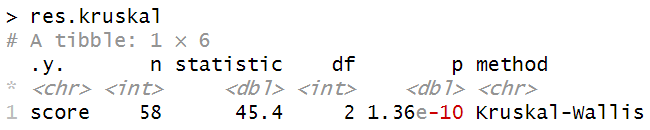 > res.kruskal
# A tibble: 1 × 6
.y. n statistic df p method
* <chr> <int> <dbl> <int> <dbl> <chr>
1 score 58 45.4 2 1.36e-10 Kruskal-Wallis